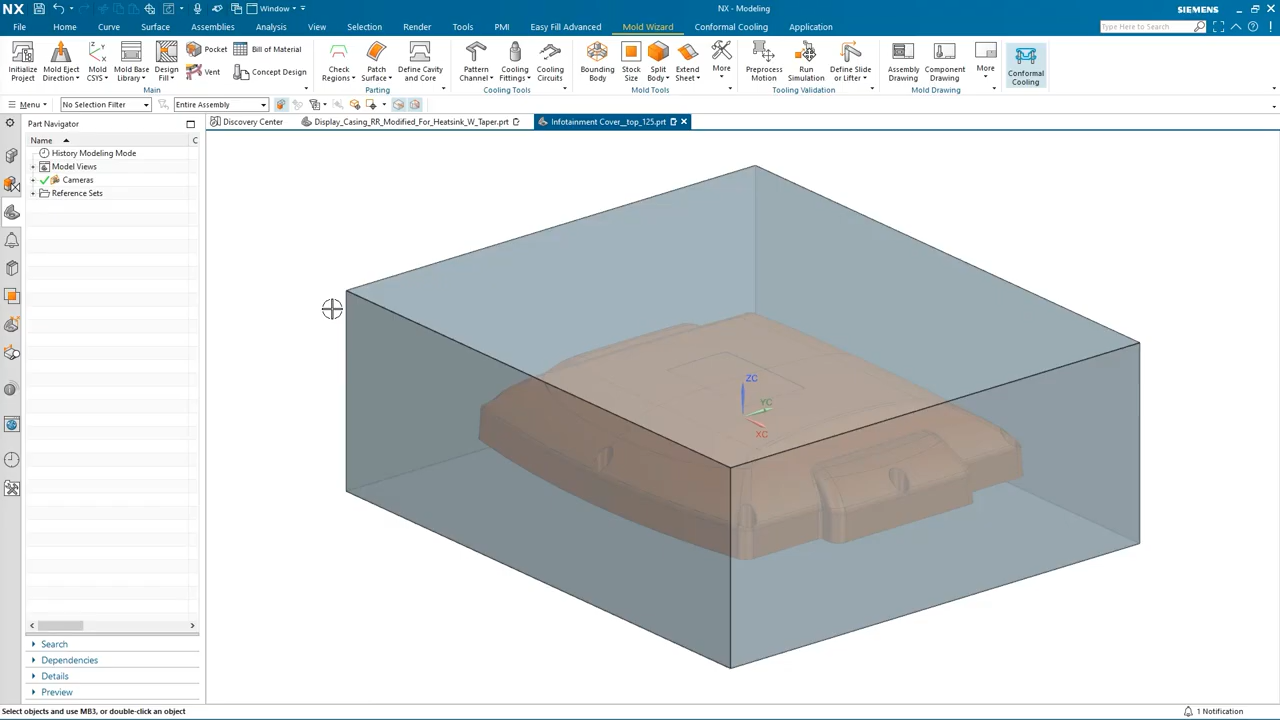 NX
Window
NX - Modeling
SIEMENS
File Home Curve Surface Assemblies Analysis View Selection Render Tools PMI Easy Fill Advanced Mold Wizard Conformal Cooling Application
Type Here to Search
Initialize Project
Mold Eject Direction
Mold CSYS
Mold Base Library
Design Fill
Pocket
Vent
Bill of Material
Concept Design
Check Regions
Patch Surface
Define Cavity and Core
Pattern Channel
Cooling Fittings
Cooling Circuits
Bounding Body
Stock Size
Split Body
Extend Sheet
More
Preprocess Motion
Run Simulation
Define Slide or Lifter
Assembly Drawing
Component Drawing
More
Conformal Cooling
Main Parting Cooling Tools Mold Tools Tooling Validation Mold Drawing
Menu
No Selection Filter
Entire Assembly
Part Navigator
Discovery Center
Display_Casing_RR_Modified_For_Heatsink_W_Taper.prt
Infotainment Cover__top_125.prt
Name
C
History Modeling Mode
Model Views
Cameras
Reference Sets
ZC
YC
XC
Search
Dependencies
Details
Preview
Select objects and use MB3, or double-click an object
1 Notification